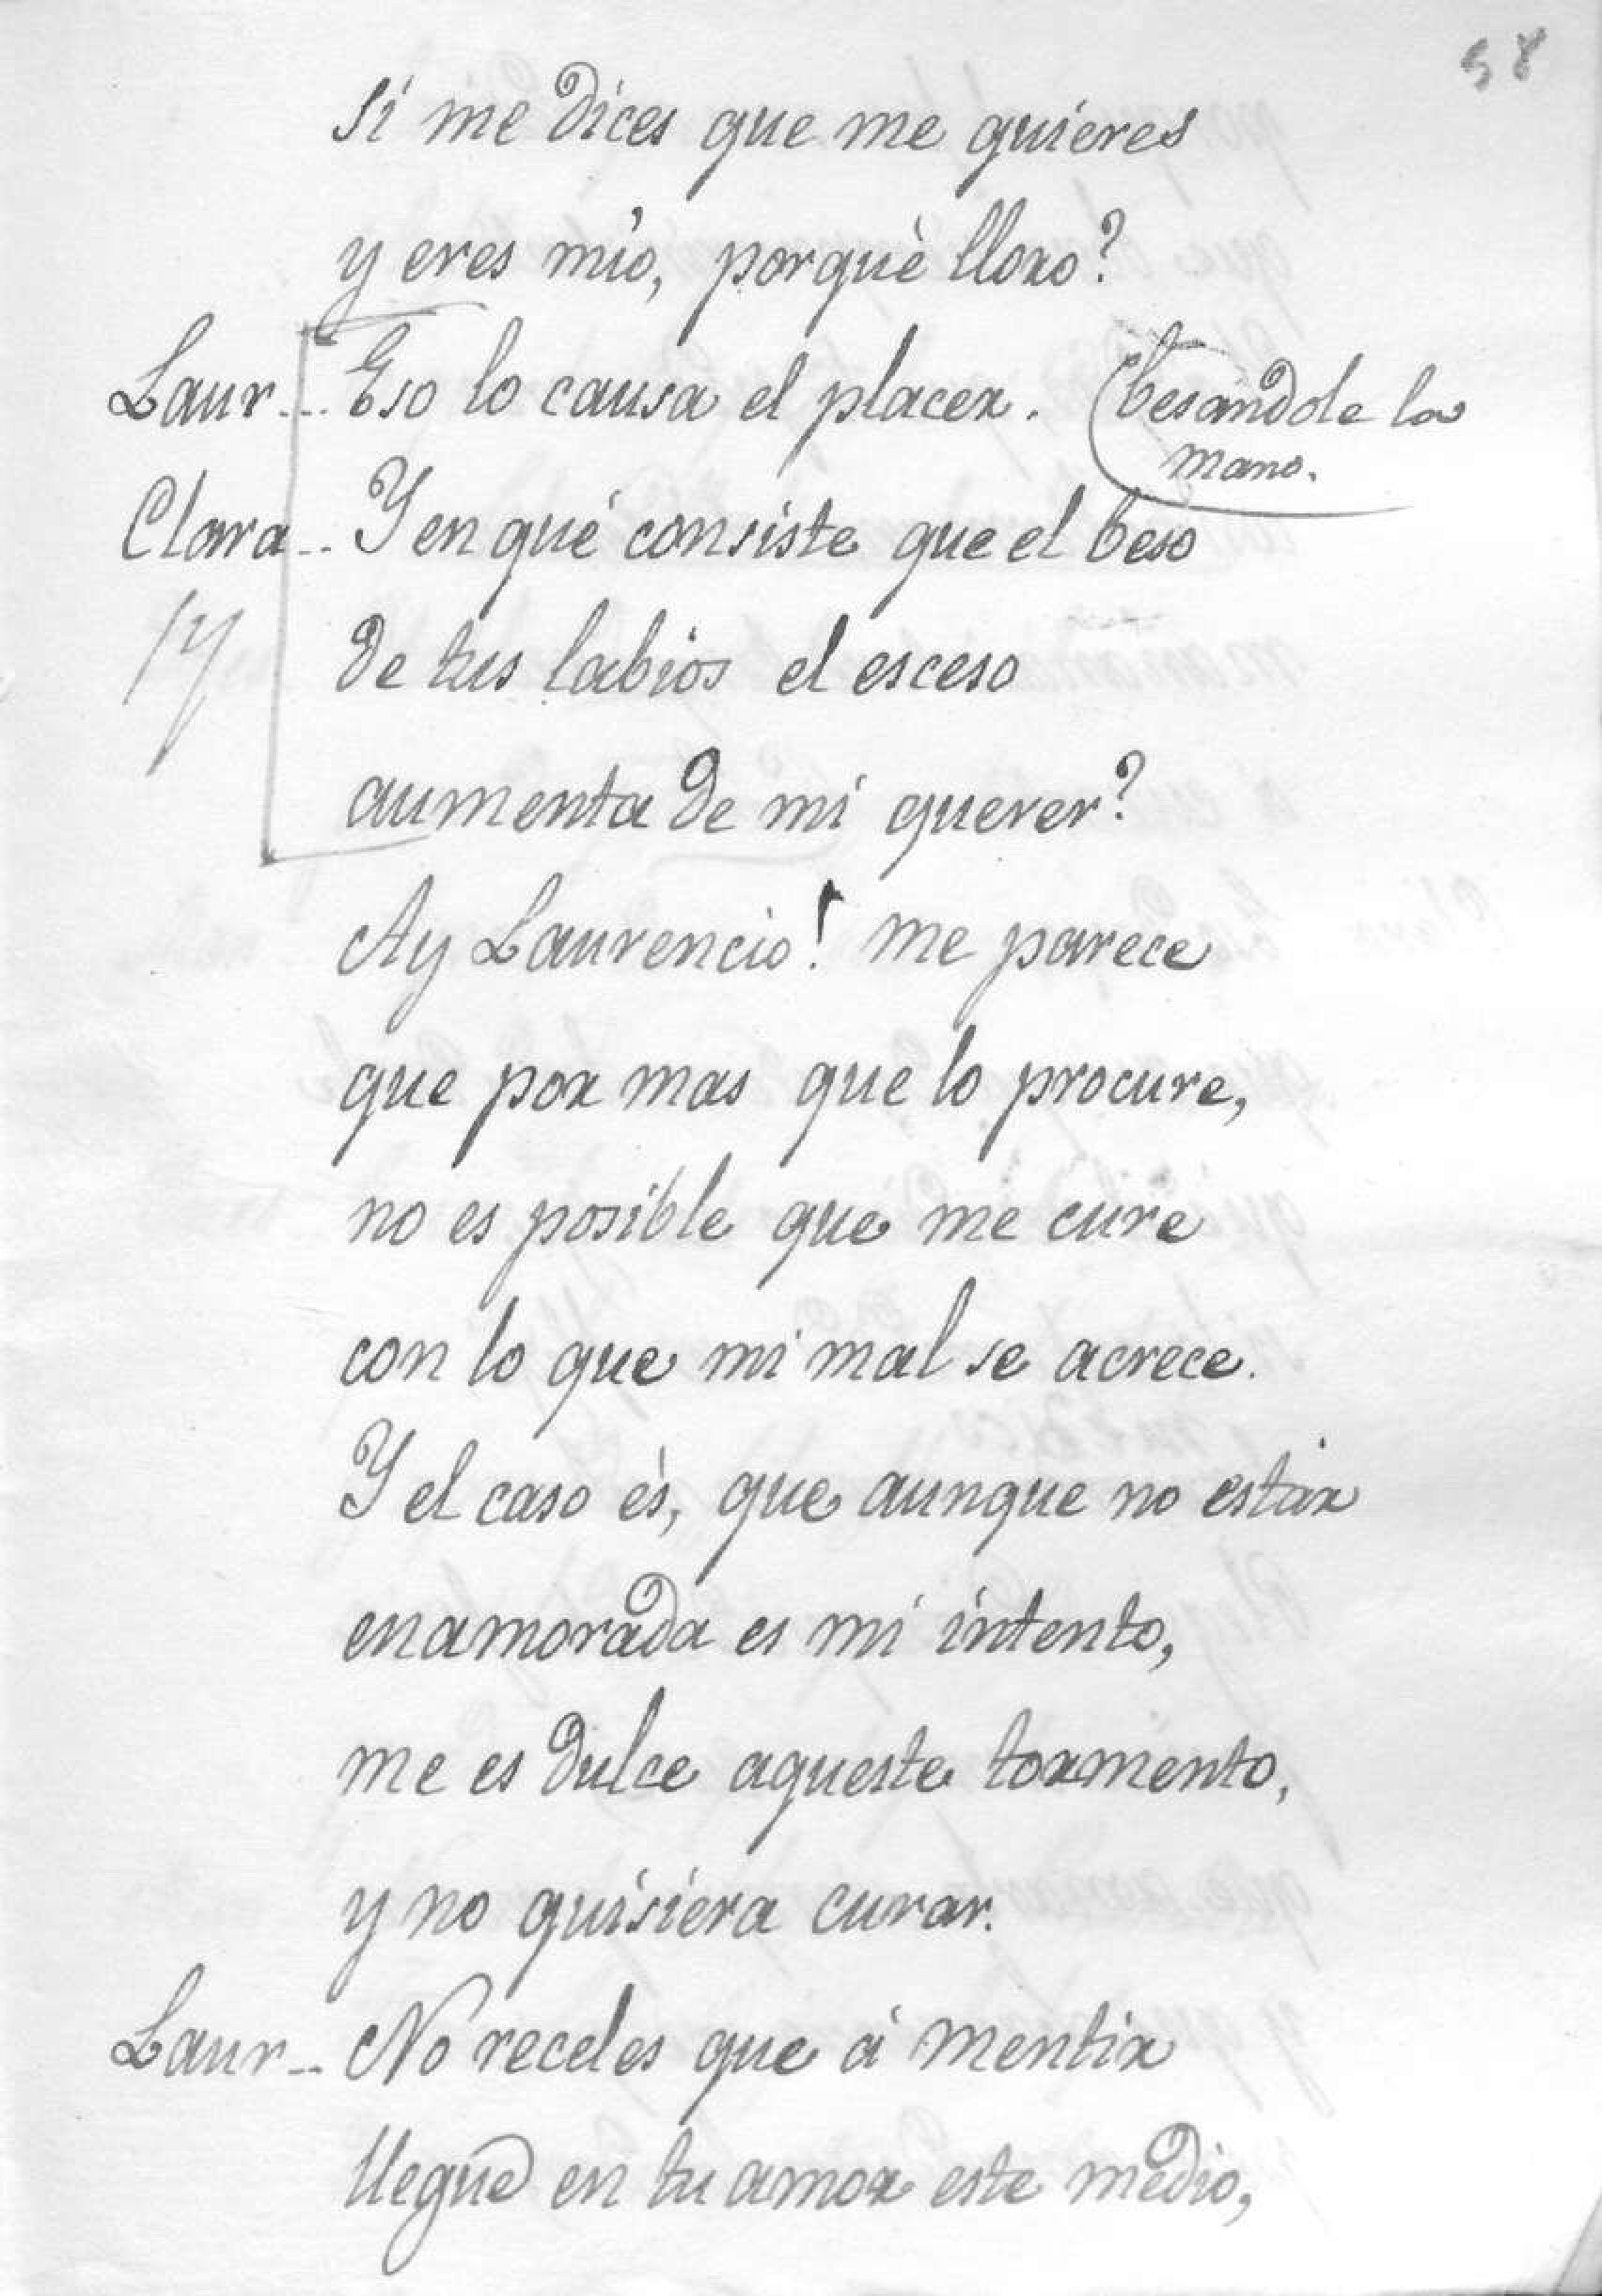 58
si me dices que me quieres
y eres mío, porquè lloro?
Laur... Eso lo causa el placer. (besandole la
mano.
Clara... Y en qué consiste que el beso
de tus labios el esceso
aumenta de mi querer?
Ay Laurencio! me parece
que por mas que lo procure,
no es posible que me cure
con lo que mi mal se acrece.
Y el caso ès, que aunque no estár
enamorada es mi intento,
me es dulce aqueste tormento,
y no quisiera curar.
Laur... No receles que á mentir
llegue en tu amor este medio,